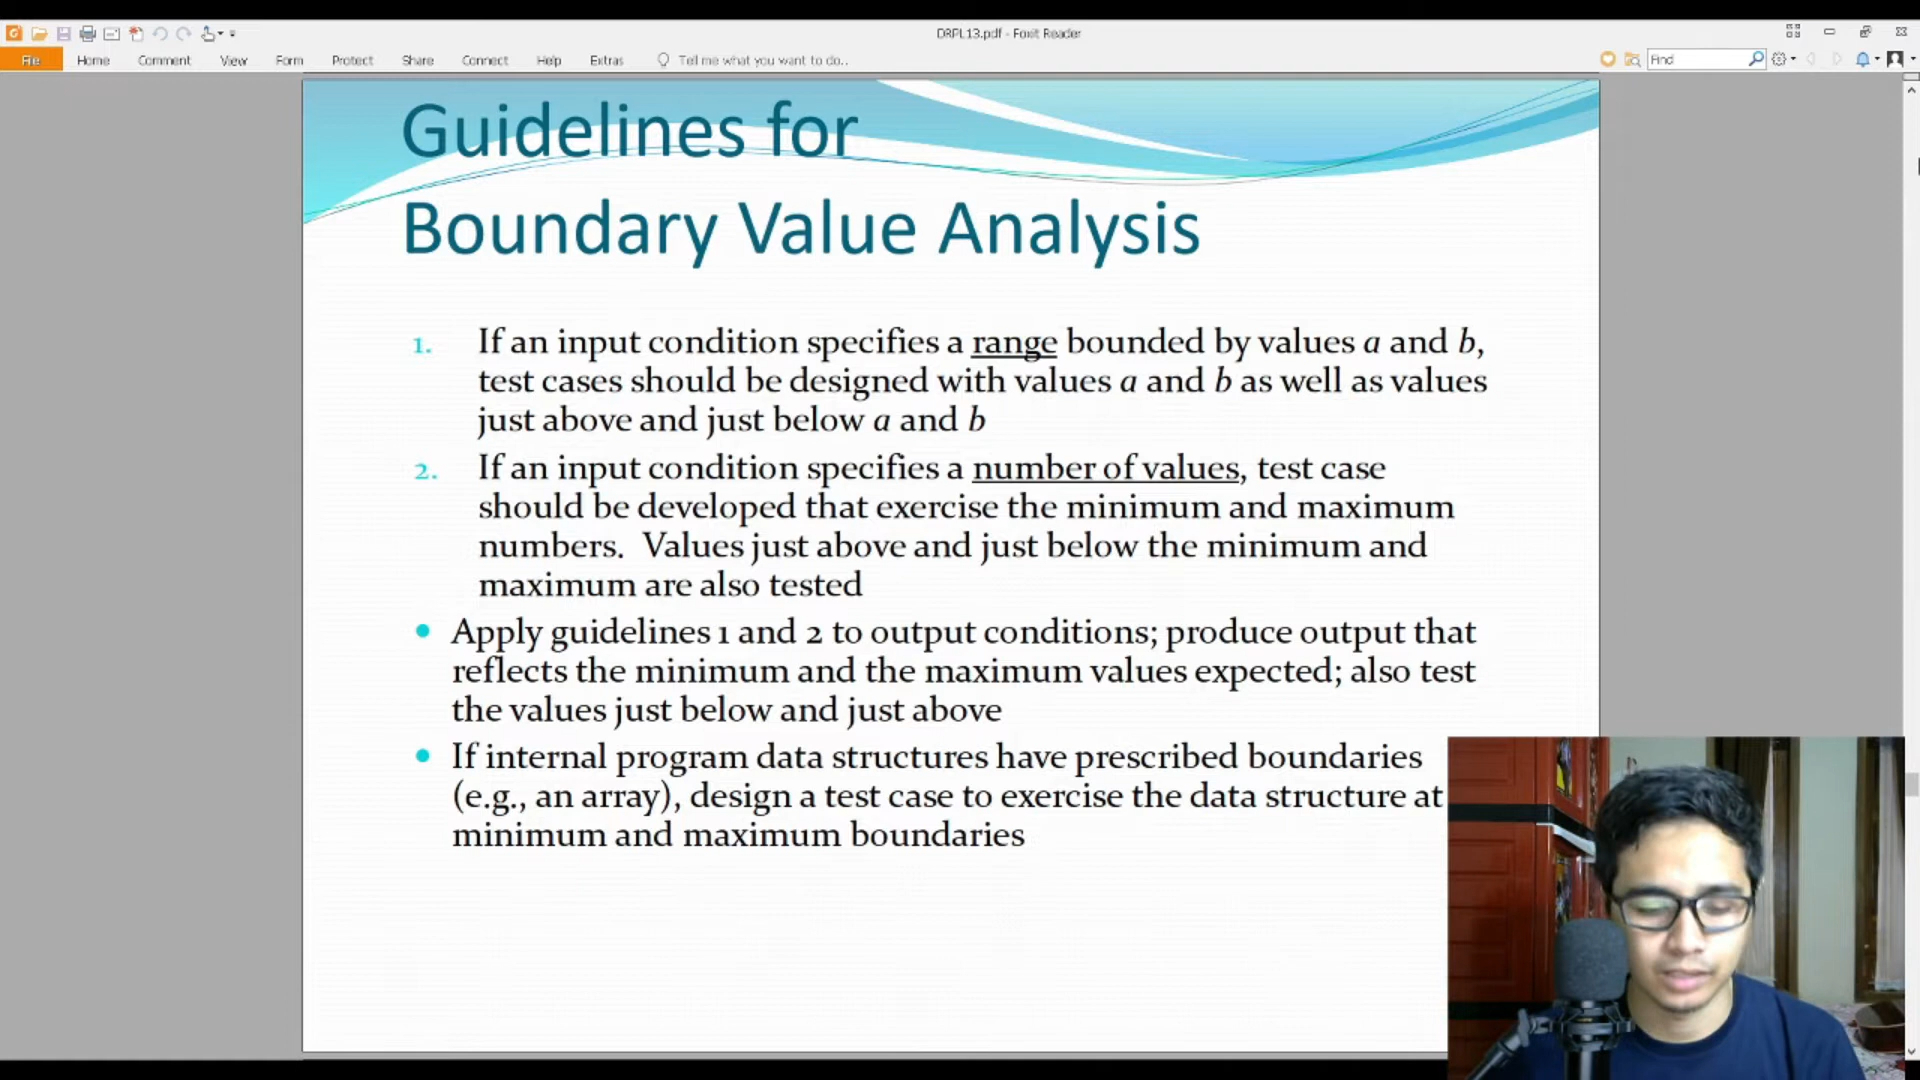 DRPL13.pdf - Foxit Reader
File Home Comment View Form Protect Share Connect Help Extras Tell me what you want to do.. Find
Guidelines for
Boundary Value Analysis
1. If an input condition specifies a range bounded by values a and b,
test cases should be designed with values a and b as well as values
just above and just below a and b
2. If an input condition specifies a number of values, test case
should be developed that exercise the minimum and maximum
numbers. Values just above and just below the minimum and
maximum are also tested
• Apply guidelines 1 and 2 to output conditions; produce output that
reflects the minimum and the maximum values expected; also test
the values just below and just above
• If internal program data structures have prescribed boundaries
(e.g., an array), design a test case to exercise the data structure at
minimum and maximum boundaries